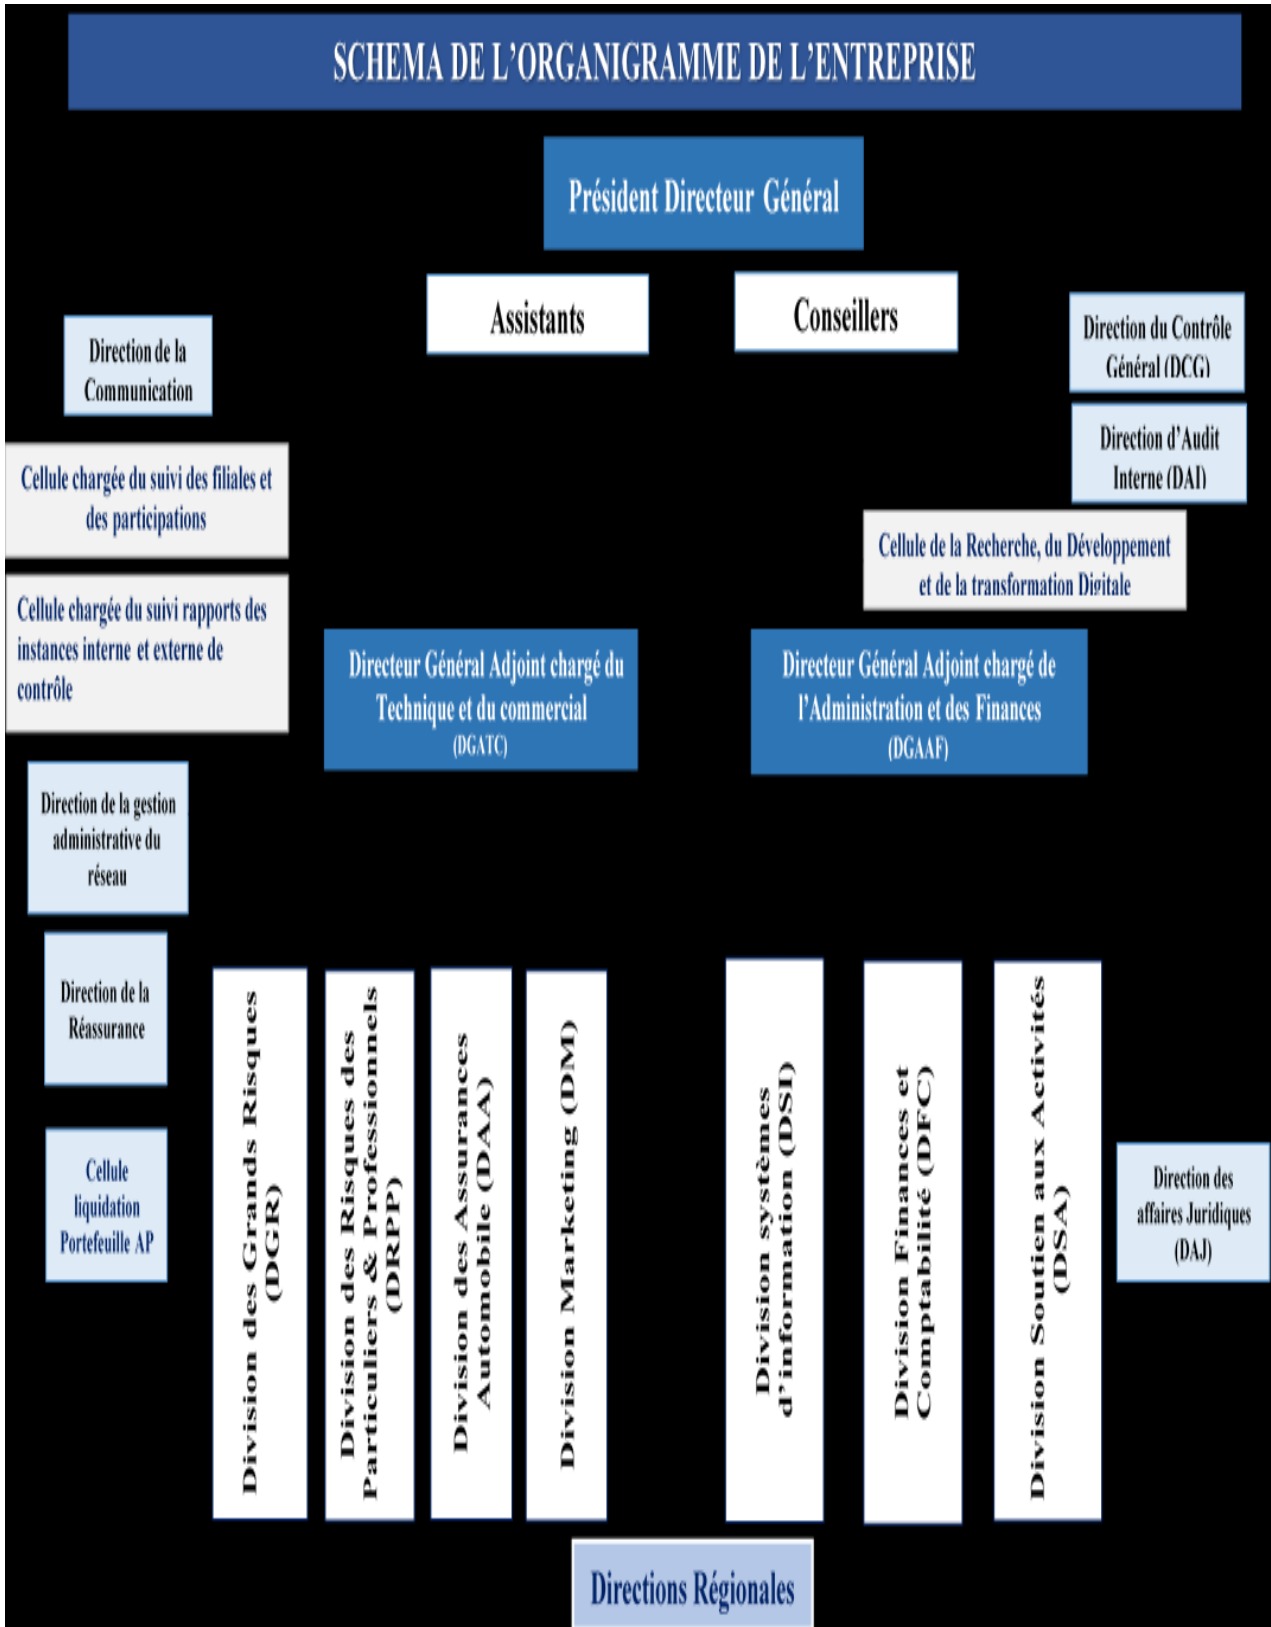 SCHEMA DE L'ORGANIGRAMME DE L'ENTREPRISE
Président Directeur Général
Assistants
Conseillers
Direction de la
Communication
Direction du Contrôle
Général (DCG)
Direction d'Audit
Interne (DAI)
Cellule chargée du suivi des filiales et
des participations
Cellule de la Recherche, du Développement
et de la transformation Digitale
Cellule chargée du suivi rapports des
instances interne et externe de
contrôle
Directeur Général Adjoint chargé du
Technique et du commercial
(DGATC)
Directeur Général Adjoint chargé de
l'Administration et des Finances
(DGAAF)
Direction de la gestion
administrative du
réseau
Direction de la
Réassurance
Cellule
liquidation
Portefeuille AP
Division des Grands Risques
(DGR)
Division des Risques des
Particuliers & Professionnels
(DRPP)
Division des Assurances
Automobile (DAA)
Division Marketing (DM)
Division systèmes
d'information (DSI)
Division Finances et
Comptabilité (DFC)
Division Soutien aux Activités
(DSA)
Direction des
affaires Juridiques
(DAJ)
Directions Régionales